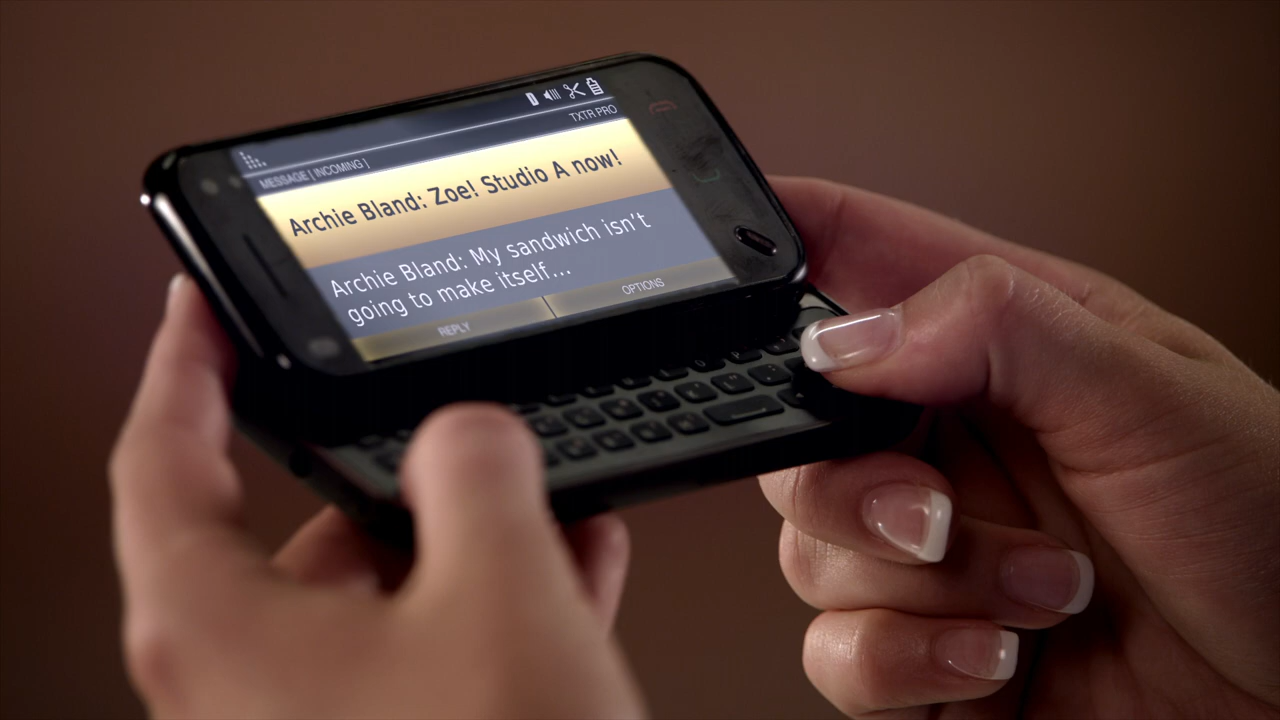 TXTR.PRO
MESSAGE [ INCOMING ]
Archie Bland: Zoe! Studio A now!
Archie Bland: My sandwich isn't
going to make itself...
REPLY
OPTIONS